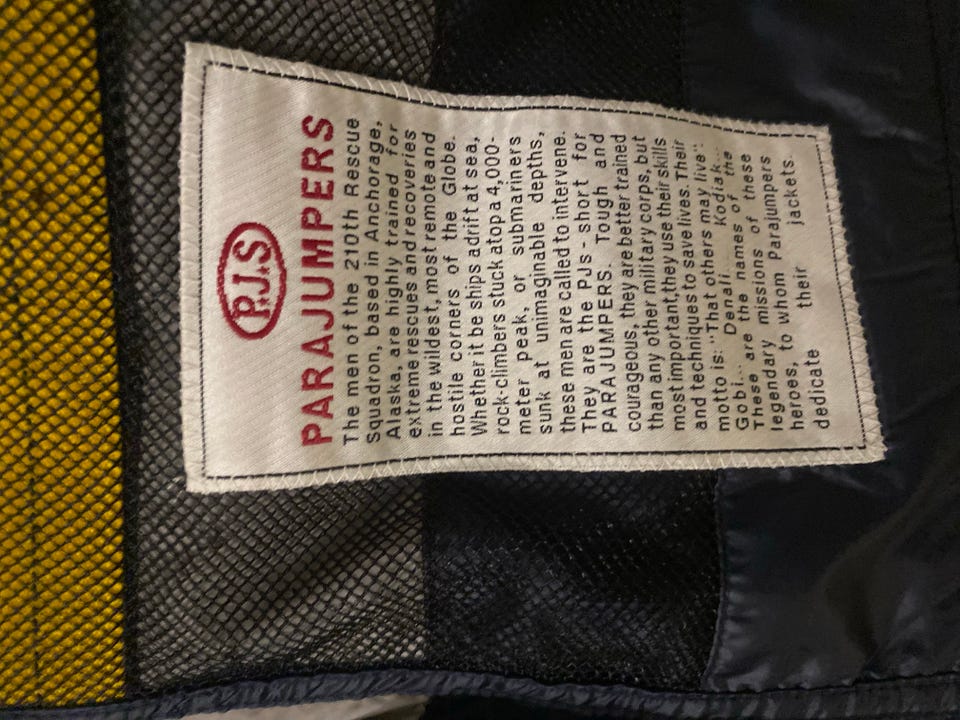 P.J.S
PARAJUMPERS
The men of the 210th Rescue
Squadron, based in Anchorage,
Alaska, are highly trained for
extreme rescues and recoveries
in the wildest, most remote and
hostile corners of the Globe.
Whether it be ships adrift at sea,
rock-climbers stuck atop a 4,000-
meter peak, or submariners
sunk at unimaginable depths,
these men are called to intervene.
They are the PJs - short for
PARAJUMPERS. Tough and
courageous, they are better trained
than any other military corps, but
most important,they use their skills
and techniques to save lives. Their
motto is: "That others may live".
Gobi... Denali ... Kodiak...
These are the names of the
legendary missions of these
heroes, to whom Parajumpers
dedicate their jackets.